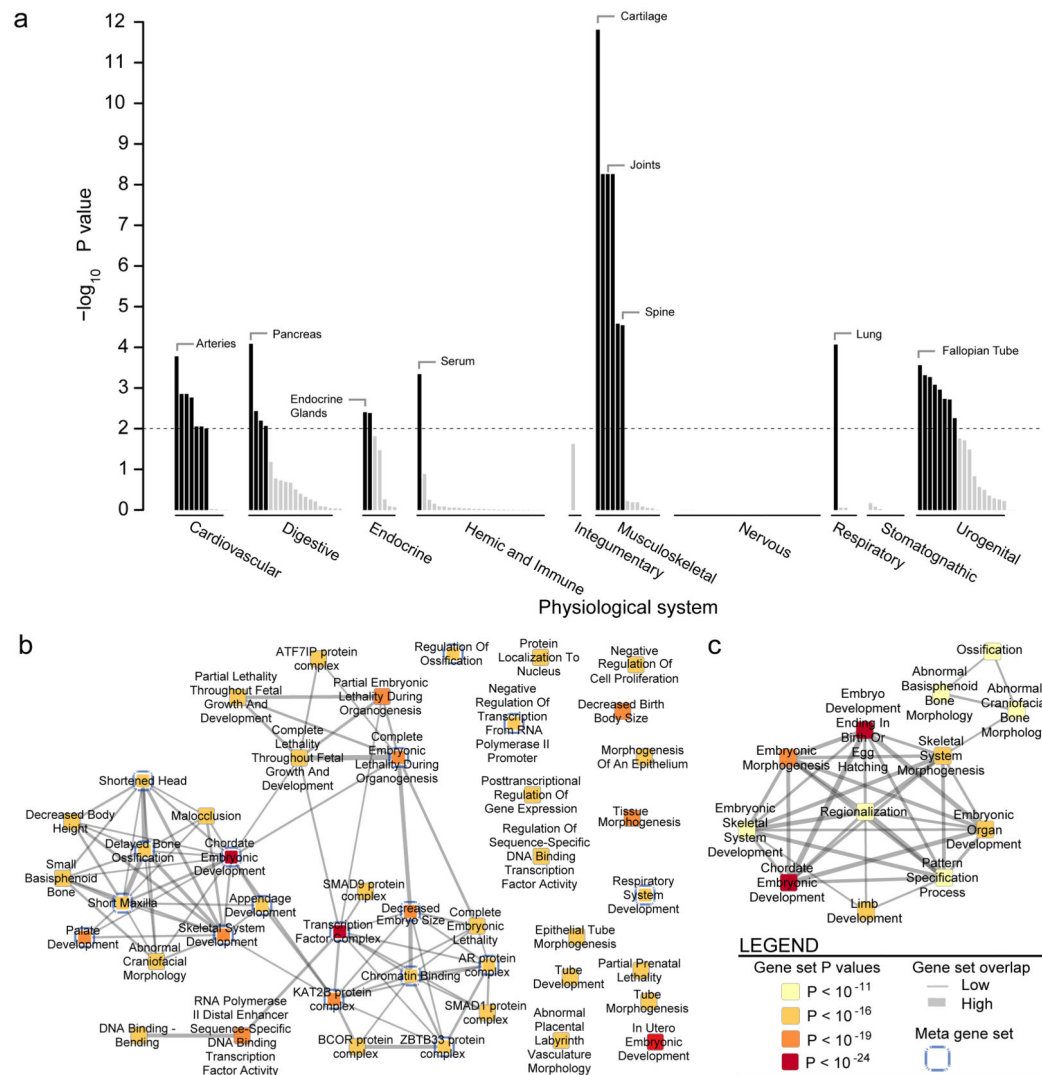 a
12
11
10
9
8
7
6
5
4
3
2
1
0
−log10 P value
Cartilage
Joints
Spine
Arteries
Pancreas
Endocrine
Glands
Serum
Lung
Fallopian Tube
Cardiovascular
Digestive
Endocrine
Hemic and Immune
Integumentary
Musculoskeletal
Nervous
Respiratory
Stomatognathic
Urogenital
Physiological system
b
ATF7IP protein
complex
Partial Lethality
Throughout Fetal
Growth And
Development
Partial Embryonic
Lethality During
Organogenesis
Complete
Lethality
Throughout Fetal
Growth And
Development
Complete
Embryonic
Lethality During
Organogenesis
Regulation Of
Ossification
Protein
Localization To
Nucleus
Negative
Regulation Of
Cell Proliferation
Negative
Regulation Of
Transcription
From RNA
Polymerase II
Promoter
Decreased Birth
Body Size
Morphogenesis
Of An Epithelium
Posttranscriptional
Regulation Of
Gene Expression
Tissue
Morphogenesis
Regulation Of
Sequence-Specific
DNA Binding
Transcription
Factor Activity
Respiratory
System
Development
Shortened Head
Decreased Body
Height
Malocclusion
Delayed Bone
Ossification
Chordate
Embryonic
Development
Small
Basisphenoid
Bone
Short Maxilla
Appendage
Development
Palate
Development
Skeletal System
Development
Abnormal
Craniofacial
Morphology
SMAD9 protein
complex
Transcription
Factor Complex
Decreased
Embryo Size
Complete
Embryonic
Lethality
Chromatin Binding
AR protein
complex
KAT2B protein
complex
SMAD1 protein
complex
RNA Polymerase
II Distal Enhancer
Sequence-Specific
DNA Binding
Transcription
Factor Activity
DNA Binding -
Bending
BCOR protein
complex
ZBTB33 protein
complex
Epithelial Tube
Morphogenesis
Tube
Development
Partial Prenatal
Lethality
Tube
Morphogenesis
Abnormal
Placental
Labyrinth
Vasculature
Morphology
In Utero
Embryonic
Development
c
Ossification
Abnormal
Basisphenoid
Bone
Morphology
Abnormal
Craniofacial
Bone
Morphology
Embryo
Development
Ending In
Birth Or
Egg
Hatching
Skeletal
System
Morphogenesis
Embryonic
Morphogenesis
Regionalization
Embryonic
Skeletal
System
Development
Embryonic
Organ
Development
Chordate
Embryonic
Development
Pattern
Specification
Process
Limb
Development
LEGEND
Gene set P values
P < 10-11
P < 10-16
P < 10-19
P < 10-24
Gene set overlap
Low
High
Meta gene set